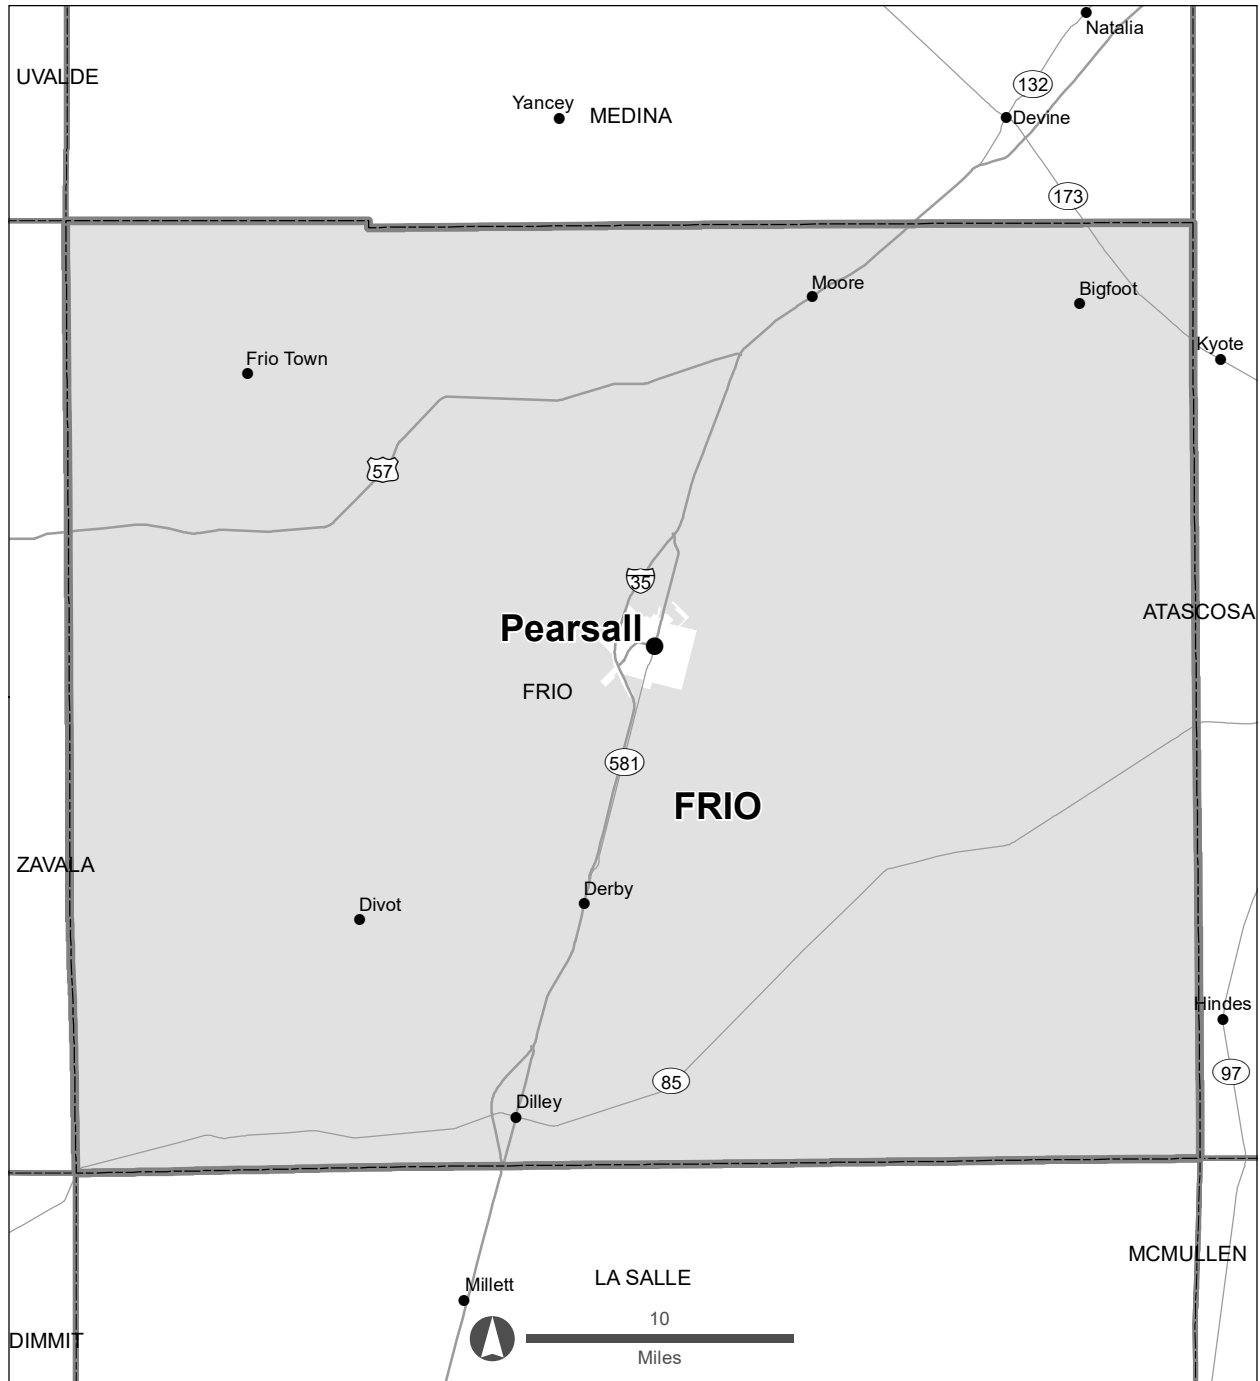 Natalia
UVALDE
132
Yancey
MEDINA
Devine
173
Moore
Bigfoot
Kyote
Frio Town
57
35
Pearsall
ATASCOSA
FRIO
581
FRIO
ZAVALA
Derby
Divot
Hindes
97
85
Dilley
MCMULLEN
LA SALLE
Millett
10
DIMMIT
Miles